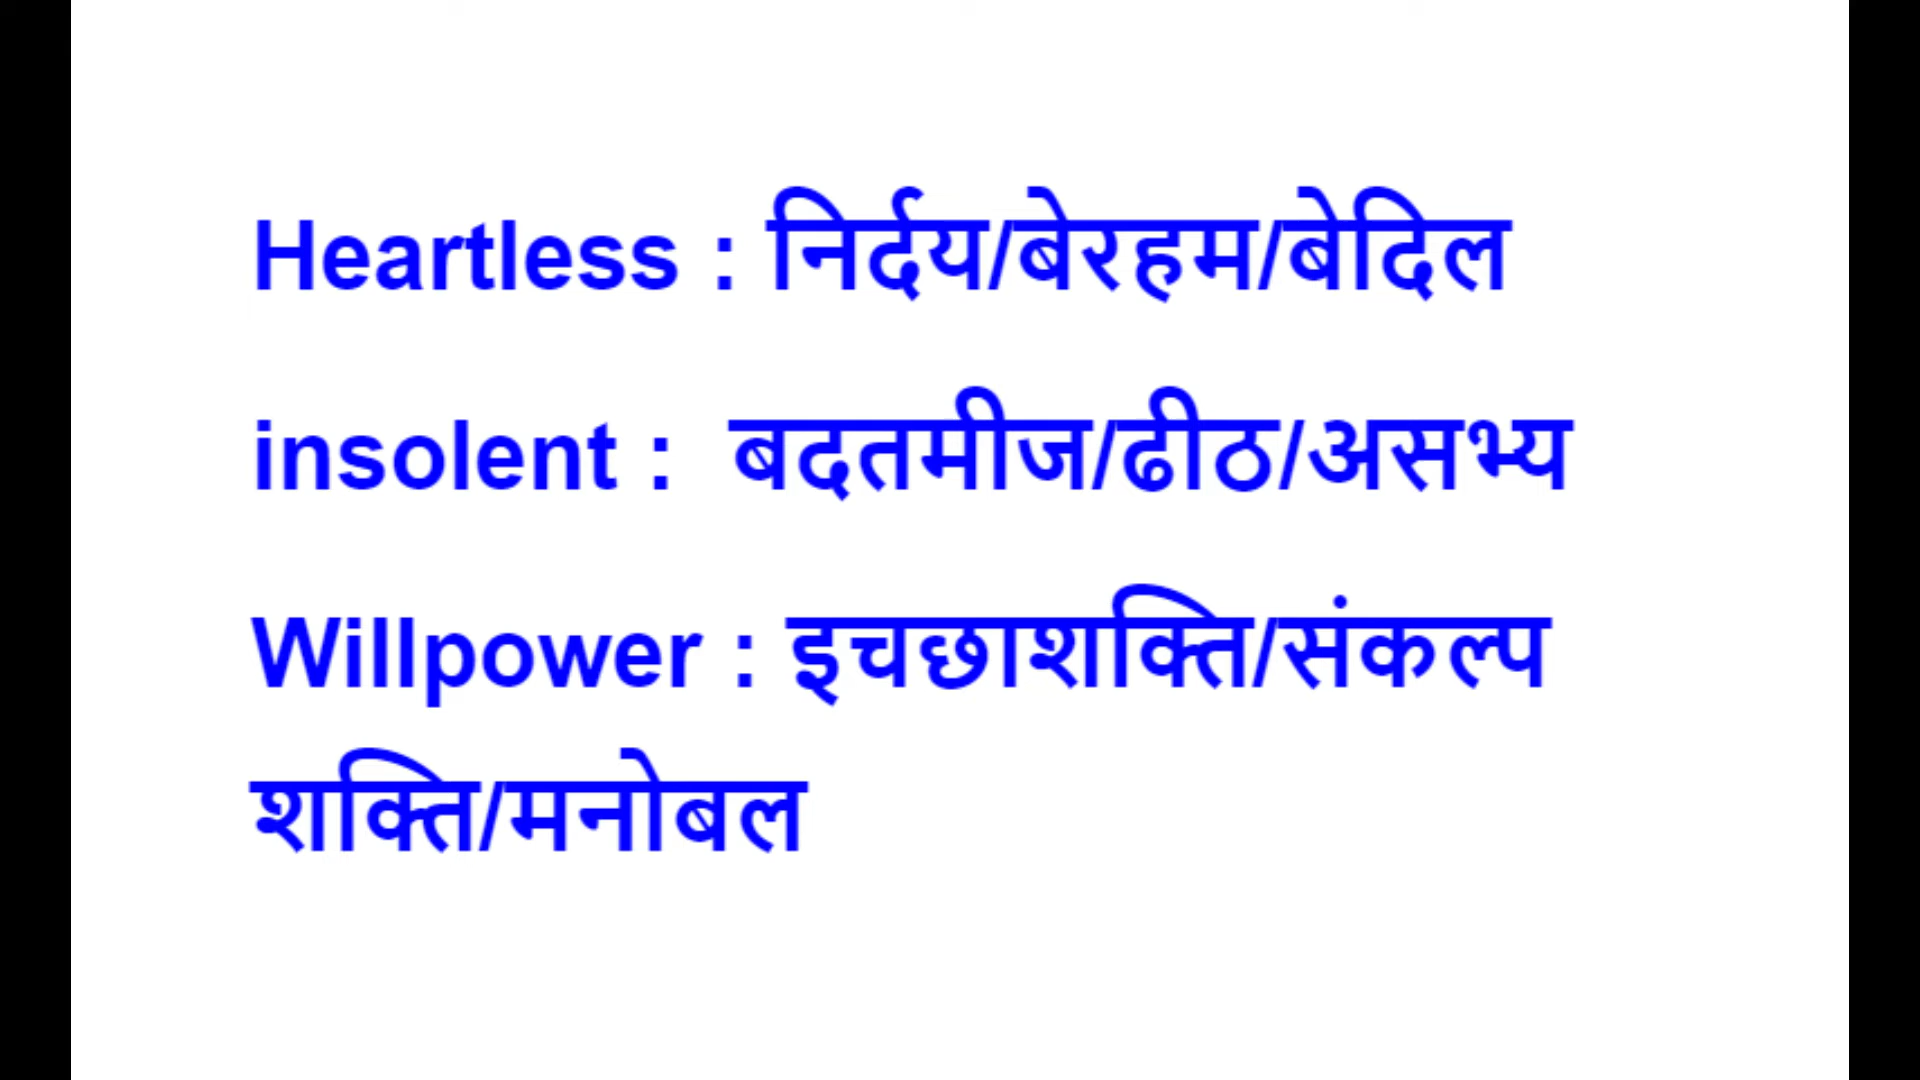 Heartless : निर्दय/बेरहम/बेदिल
insolent : बदतमीज/ढीठ/असभ्य
Willpower : इचछाशक्ति/संकल्प
शक्ति/मनोबल